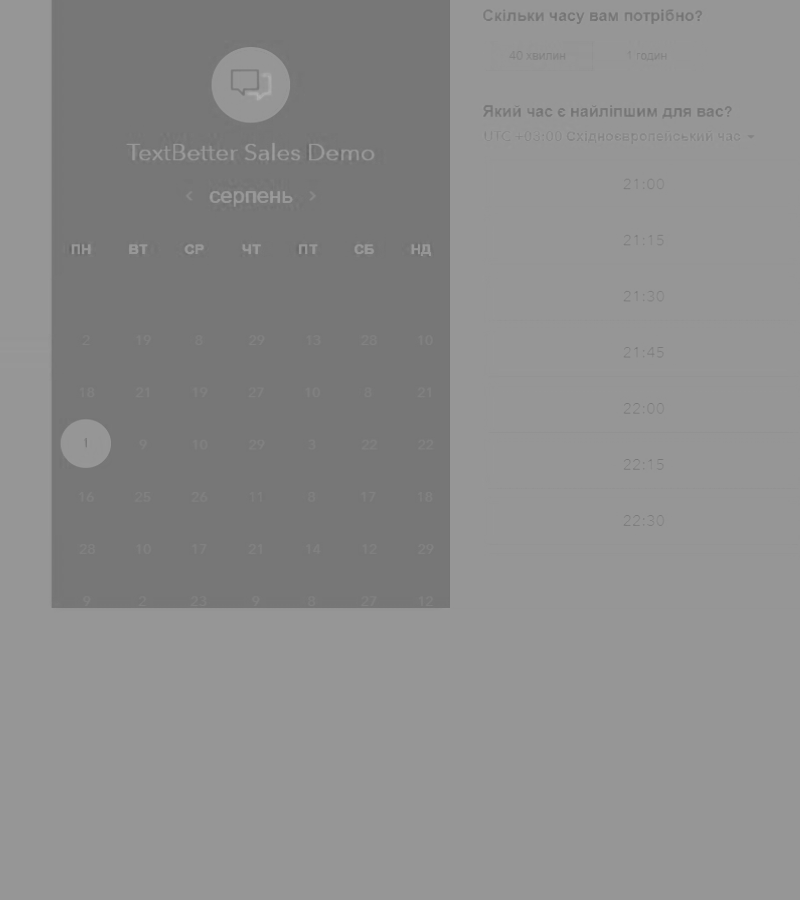 TextBetter Sales Demo
серпень
ПН ВТ СР ЧТ ПТ СБ НД
2 19 8 29 13 28 10
18 21 19 27 10 8 21
1 9 10 29 3 22 22
16 25 26 11 8 17 18
28 10 17 21 14 12 29
9 2 23 9 8 27 12
Скільки часу вам потрібно?
40 хвилин 1 годин
Який час є найліпшим для вас?
UTC +03:00 Східноєвропейський час
21:00
21:15
21:30
21:45
22:00
22:15
22:30